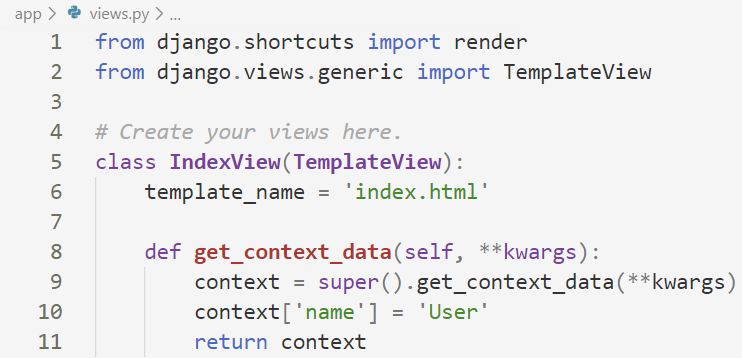 app > views.py > ...
1 from django.shortcuts import render
2 from django.views.generic import TemplateView
3
4 # Create your views here.
5 class IndexView(TemplateView):
6     template_name = 'index.html'
7
8     def get_context_data(self, **kwargs):
9         context = super().get_context_data(**kwargs)
10         context['name'] = 'User'
11         return context